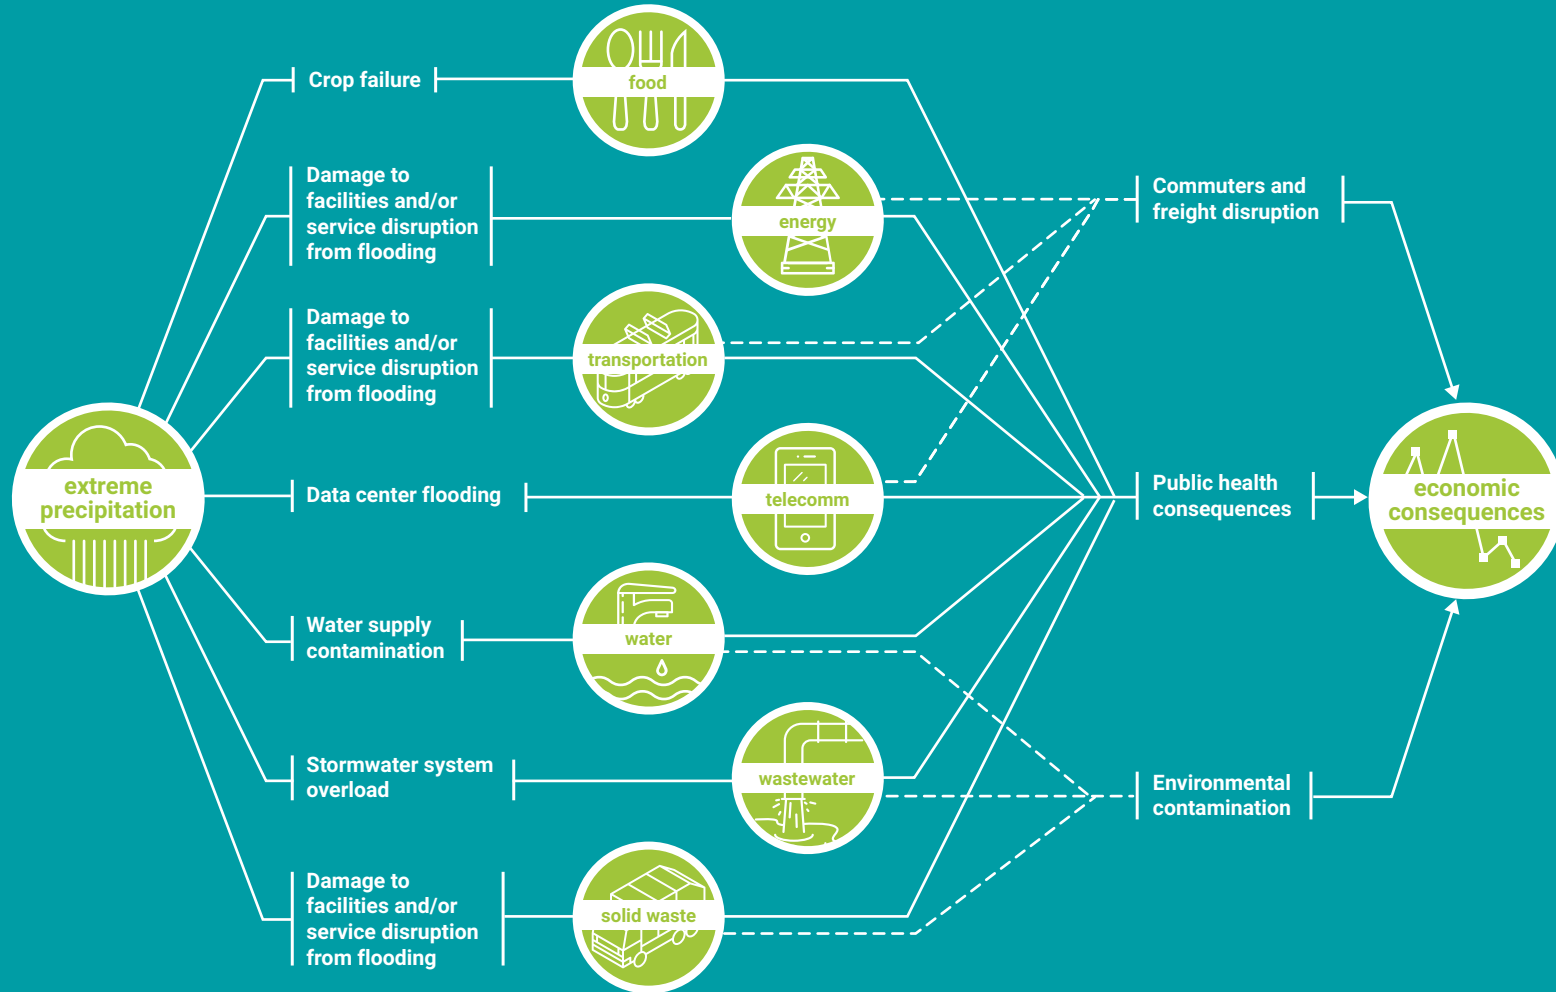 Crop failure
food
Damage to
facilities and/or
service disruption
from flooding
energy
Commuters and
freight disruption
Damage to
facilities and/or
service disruption
from flooding
transportation
extreme
precipitation
Data center flooding
telecomm
Public health
consequences
economic
consequences
Water supply
contamination
water
Stormwater system
overload
wastewater
Environmental
contamination
Damage to
facilities and/or
service disruption
from flooding
solid waste